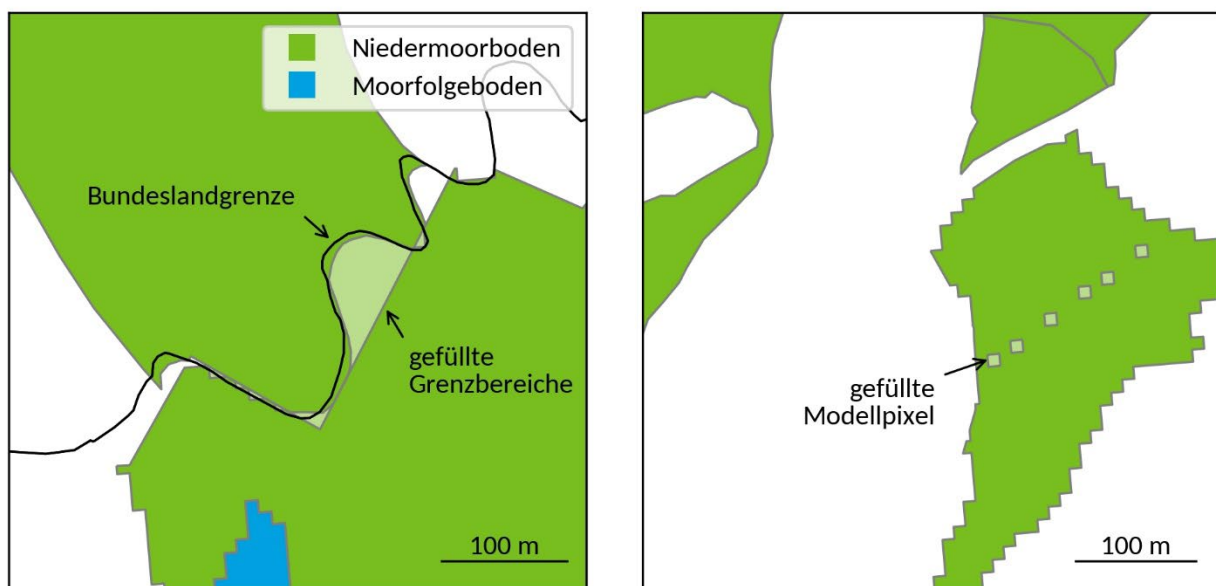 Niedermoorboden
Moorfolgeboden
Bundeslandgrenze
gefüllte
Grenzbereiche
100 m
gefüllte
Modellpixel
100 m